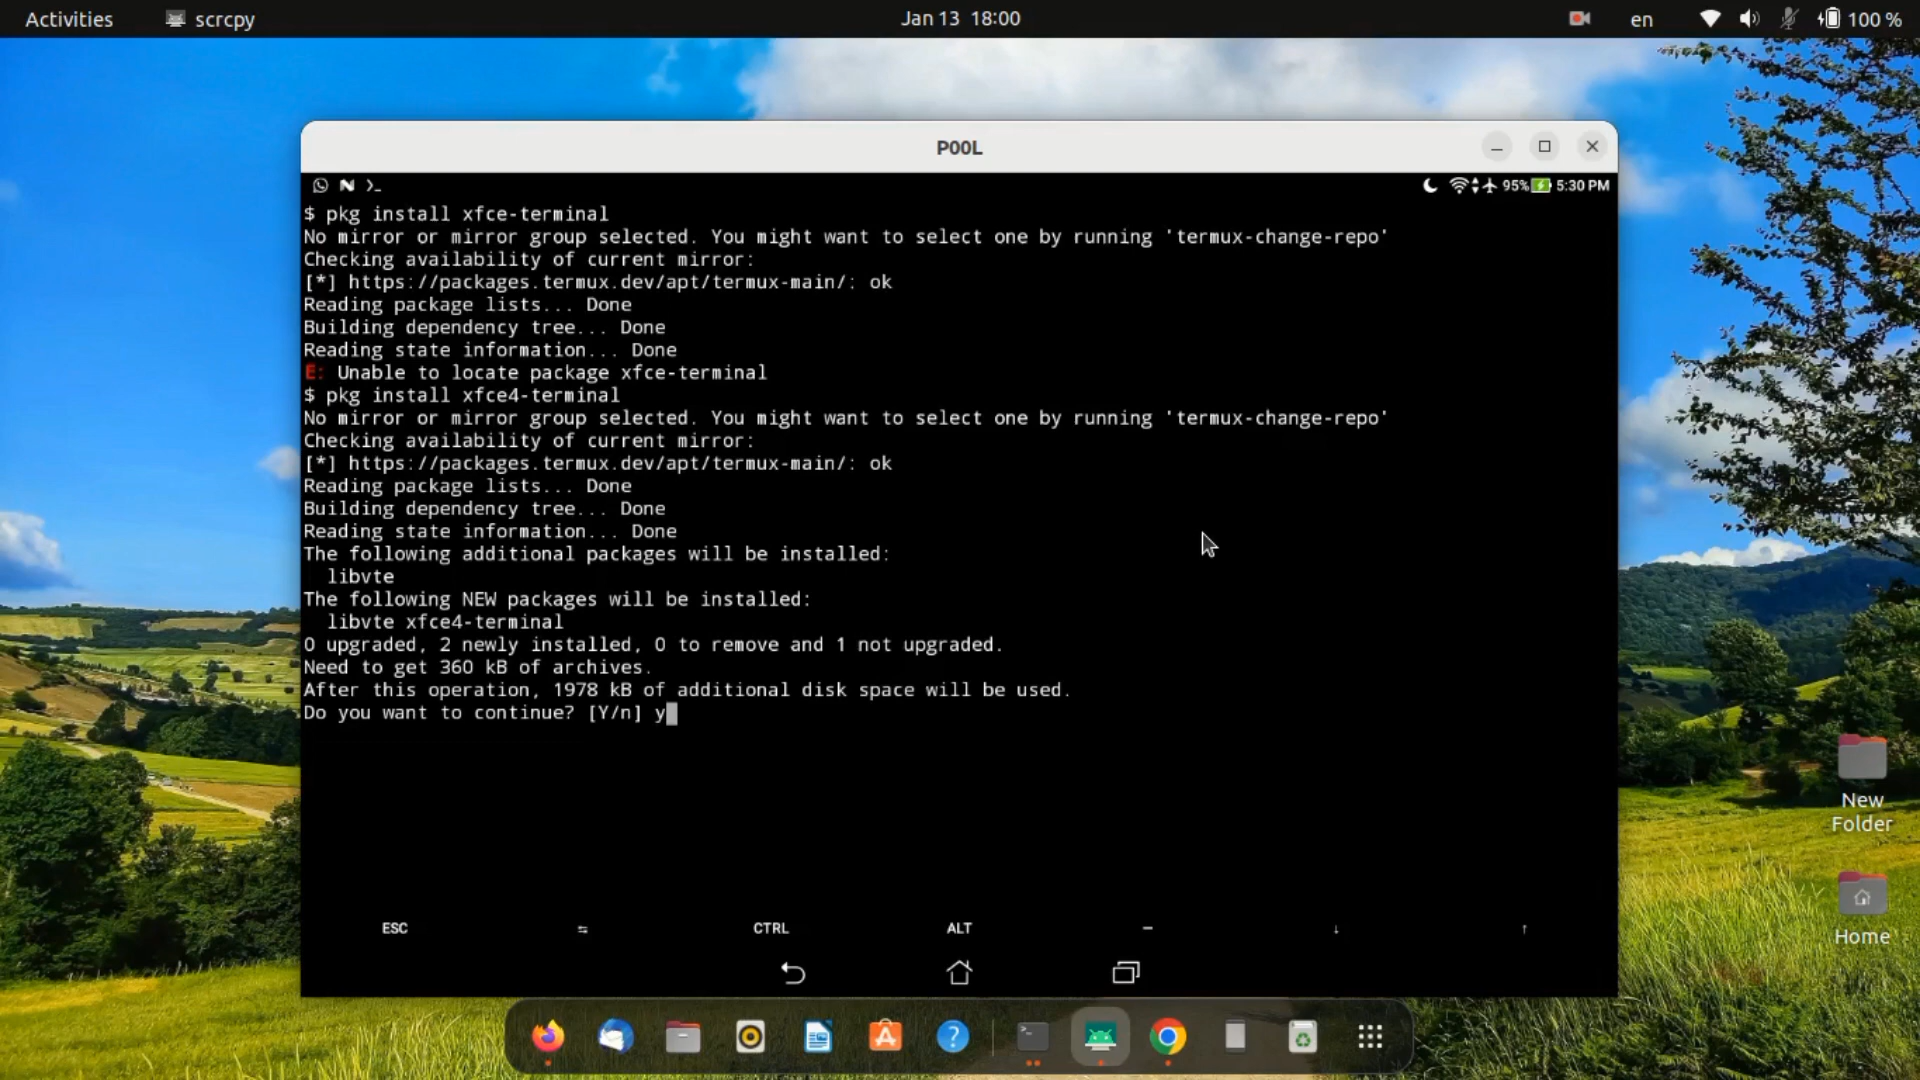 Activities
scrcpy
Jan 13 18:00
en
100 %
P00L
95%
5:30 PM
$ pkg install xfce-terminal
No mirror or mirror group selected. You might want to select one by running 'termux-change-repo'
Checking availability of current mirror:
[*] https://packages.termux.dev/apt/termux-main/: ok
Reading package lists... Done
Building dependency tree... Done
Reading state information... Done
E: Unable to locate package xfce-terminal
$ pkg install xfce4-terminal
No mirror or mirror group selected. You might want to select one by running 'termux-change-repo'
Checking availability of current mirror:
[*] https://packages.termux.dev/apt/termux-main/: ok
Reading package lists... Done
Building dependency tree... Done
Reading state information... Done
The following additional packages will be installed:
libvte
The following NEW packages will be installed:
libvte xfce4-terminal
0 upgraded, 2 newly installed, 0 to remove and 1 not upgraded.
Need to get 360 kB of archives.
After this operation, 1978 kB of additional disk space will be used.
Do you want to continue? [Y/n] y
ESC
CTRL
ALT
New
Folder
Home